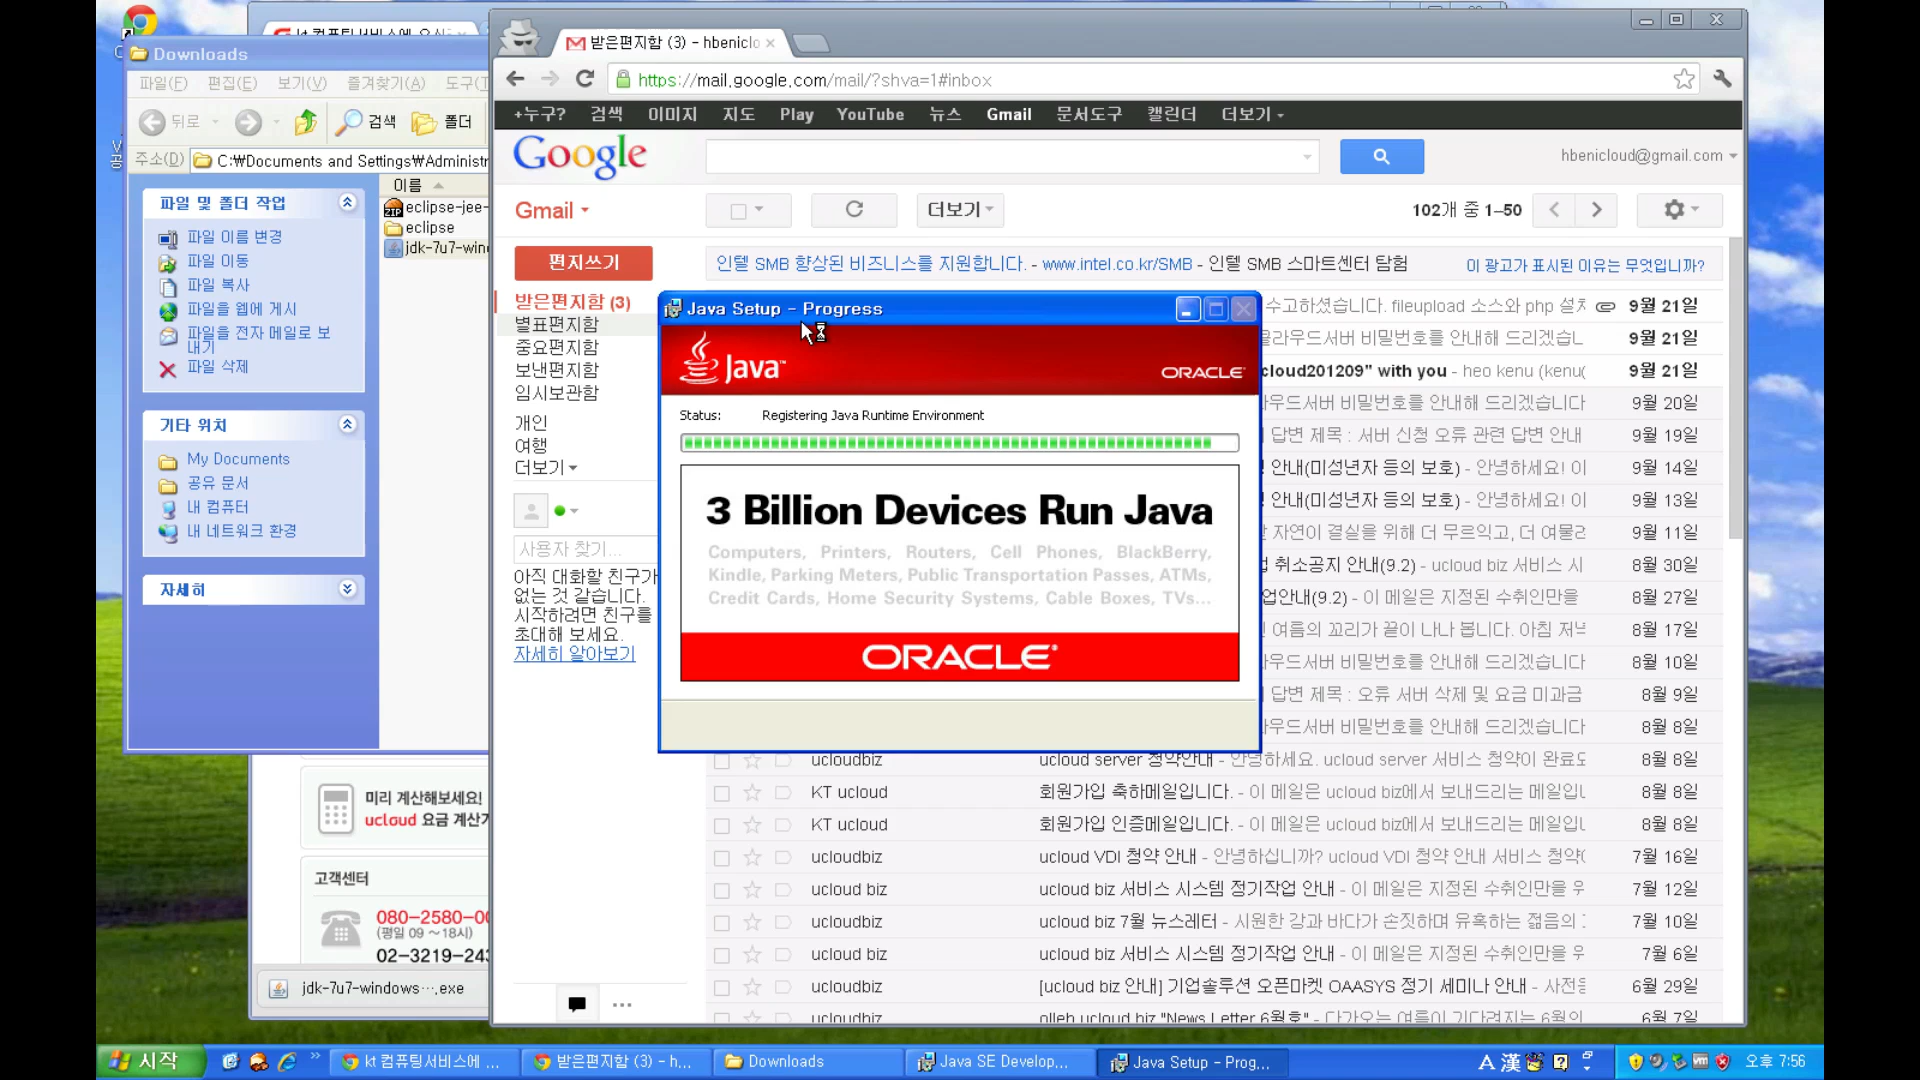 kt 컴퓨팅서비스에
Downloads
파일(F) 편집(E) 보기(V) 즐겨찾기(A) 도구(T
뒤로 검색 폴더
주소(D) C:₩Documents and Settings₩Administr
파일 및 폴더 작업
파일 이름 변경
파일 이동
파일 복사
파일을 웹에 게시
파일을 전자 메일로 보
내기
파일 삭제
기타 위치
My Documents
공유 문서
내 컴퓨터
내 네트워크 환경
자세히
이름
eclipse-jee-
eclipse
jdk-7u7-win
미리 계산해보세요!
ucloud 요금 계산기
고객센터
080-2580-00
(평일 09 ~18시)
02-3219-243
jdk-7u7-windows….exe
받은편지함 (3) - hbeniclo
https://mail.google.com/mail/?shva=1#inbox
+누구? 검색 이미지 지도 Play YouTube 뉴스 Gmail 문서도구 캘린더 더보기
Google
hbenicloud@gmail.com
Gmail
더보기
102개 중 1-50
편지쓰기
인텔 SMB 향상된 비즈니스를 지원합니다. - www.intel.co.kr/SMB - 인텔 SMB 스마트센터 탐험 이 광고가 표시된 이유는 무엇입니까?
받은편지함 (3)
별표편지함
중요편지함
보낸편지함
임시보관함
개인
여행
더보기
사용자 찾기...
아직 대화할 친구가
없는 것 같습니다.
시작하려면 친구를
초대해 보세요.
자세히 알아보기
Java Setup - Progress
Java™
ORACLE
Status: Registering Java Runtime Environment
3 Billion Devices Run Java
Computers, Printers, Routers, Cell Phones, BlackBerry,
Kindle, Parking Meters, Public Transportation Passes, ATMs,
Credit Cards, Home Security Systems, Cable Boxes, TVs...
ORACLE
수고하셨습니다. fileupload 소스와 php 설치 9월 21일
클라우드서버 비밀번호를 안내해 드리겠습니 9월 21일
cloud201209" with you - heo kenu (kenu( 9월 21일
라우드서버 비밀번호를 안내해 드리겠습니다 9월 20일
답변 제목 : 서버 신청 오류 관련 답변 안내 9월 19일
안내(미성년자 등의 보호) - 안녕하세요! 이 9월 14일
안내(미성년자 등의 보호) - 안녕하세요! 이 9월 13일
자연이 결실을 위해 더 무르익고, 더 여물러 9월 11일
취소공지 안내(9.2) - ucloud biz 서비스 시 8월 30일
업안내(9.2) - 이 메일은 지정된 수취인만을 8월 27일
여름의 꼬리가 끝이 나나 봅니다. 아침 저녁 8월 17일
라우드서버 비밀번호를 안내해 드리겠습니다 8월 10일
답변 제목 : 오류 서버 삭제 및 요금 미과금 8월 9일
라우드서버 비밀번호를 안내해 드리겠습니다 8월 8일
ucloudbiz ucloud server 청약안내 - 안녕하세요. ucloud server 서비스 청약이 완료되 8월 8일
KT ucloud 회원가입 축하메일입니다. - 이 메일은 ucloud biz에서 보내드리는 메일입니 8월 8일
KT ucloud 회원가입 인증메일입니다. - 이 메일은 ucloud biz에서 보내드리는 메일입니 8월 8일
ucloudbiz ucloud VDI 청약 안내 - 안녕하십니까? ucloud VDI 청약 안내 서비스 청약 7월 16일
ucloud biz ucloud biz 서비스 시스템 정기작업 안내 - 이 메일은 지정된 수취인만을 우 7월 12일
ucloudbiz ucloud biz 7월 뉴스레터 - 시원한 강과 바다가 손짓하며 유혹하는 젊음의 7월 10일
ucloud biz ucloud biz 서비스 시스템 정기작업 안내 - 이 메일은 지정된 수취인만을 우 7월 6일
ucloudbiz [ucloud biz 안내] 기업솔루션 오픈마켓 OAASYS 정기 세미나 안내 - 사전등 6월 29일
ucloudbiz olleh ucloud biz "News Letter 6월호" - 다가오는 여름이 기다려지는 6월의 6월 7일
시작 kt 컴퓨팅서비스에 ... 받은편지함 (3) - h... Downloads Java SE Develop... Java Setup - Prog... A 漢 오후 7:56